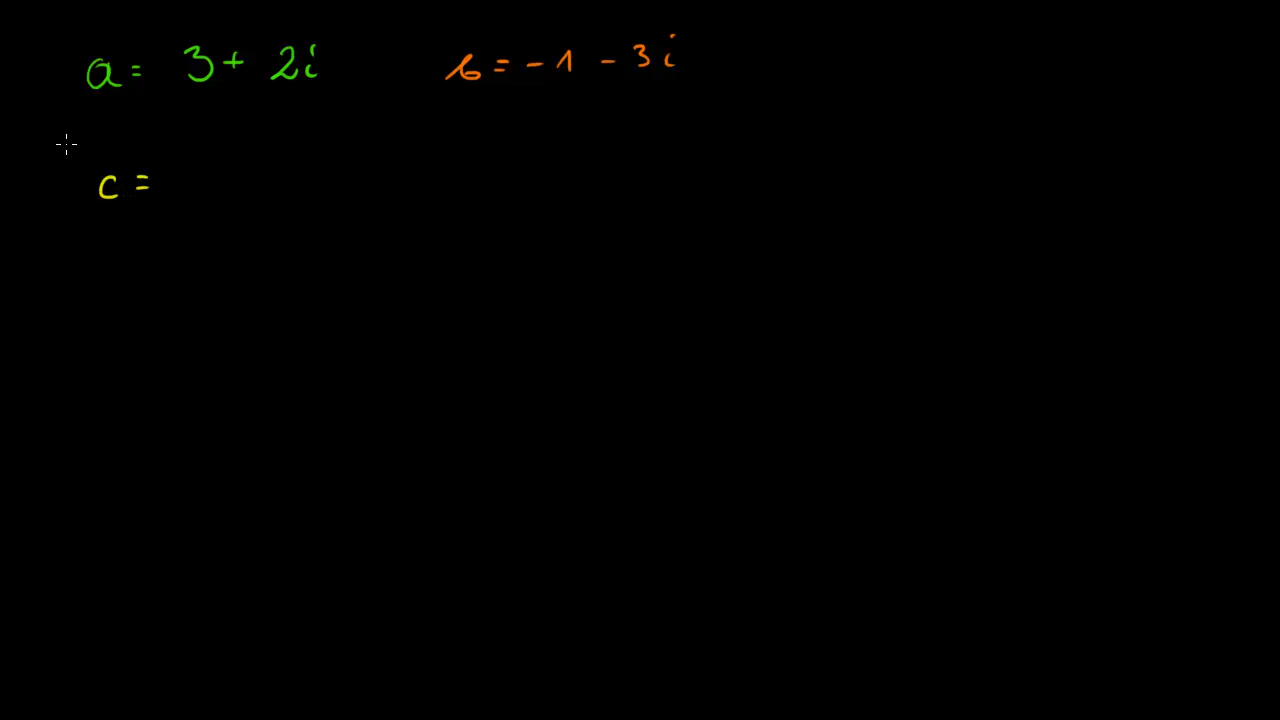 a = 3 + 2i b = - 1 - 3i
c =